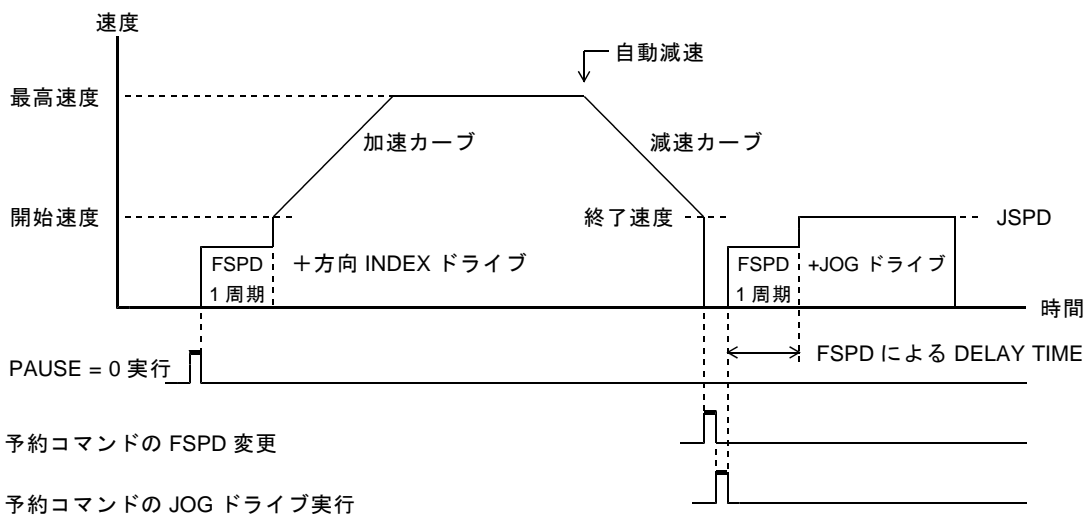 速度
自動減速
最高速度
加速カーブ
減速カーブ
開始速度
終了速度
JSPD
FSPD
1 周期
＋方向 INDEX ドライブ
FSPD
1 周期
+JOG ドライブ
時間
FSPD による DELAY TIME
PAUSE = 0 実行
予約コマンドの FSPD 変更
予約コマンドの JOG ドライブ実行